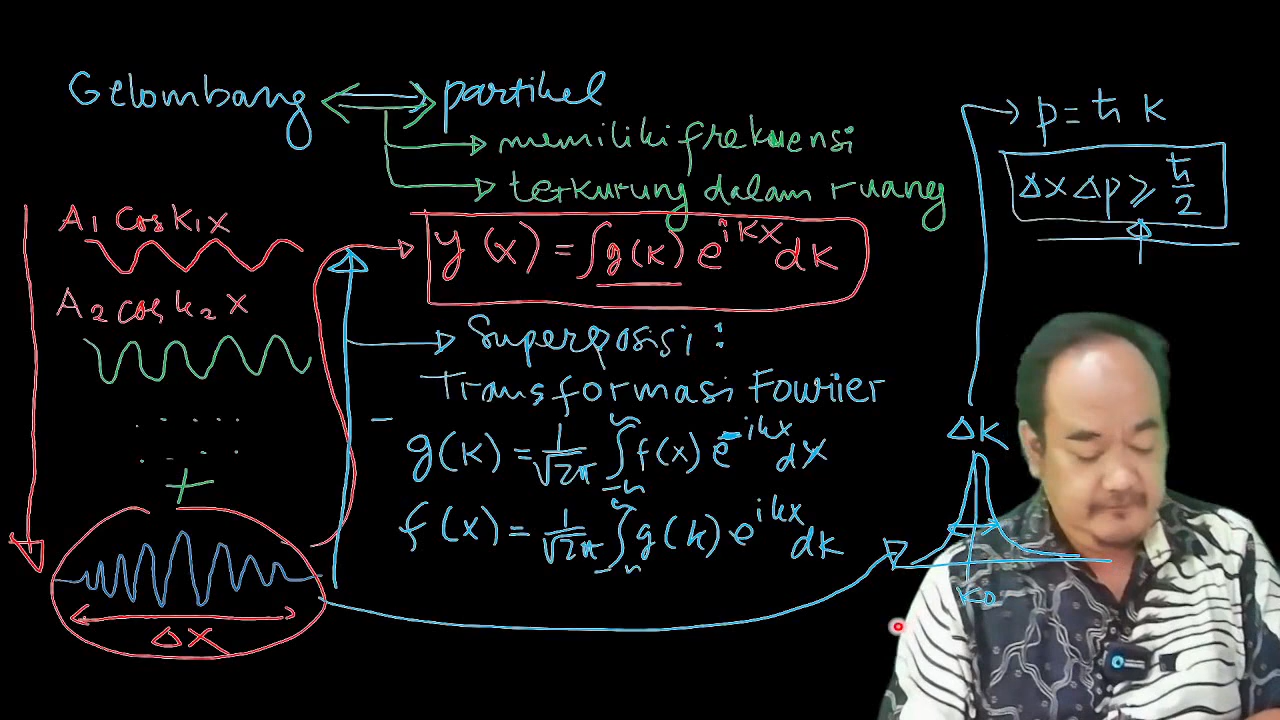 Gelombang ⟺ partikel
memiliki frekuensi
terkurung dalam ruang
A₁ cos k₁x
A₂ cos k₂x
.....
....
+
Δx
y(x) = ∫g(k) e^{ikx} dk
Superposisi :
Transformasi Fourier
g(k) = 1/√2π ∫ f(x) e^{-ikx} dx
f(x) = 1/√2π ∫ g(k) e^{ikx} dk
p = ħ k
Δx Δp ≥ ħ/2
Δk
k₀